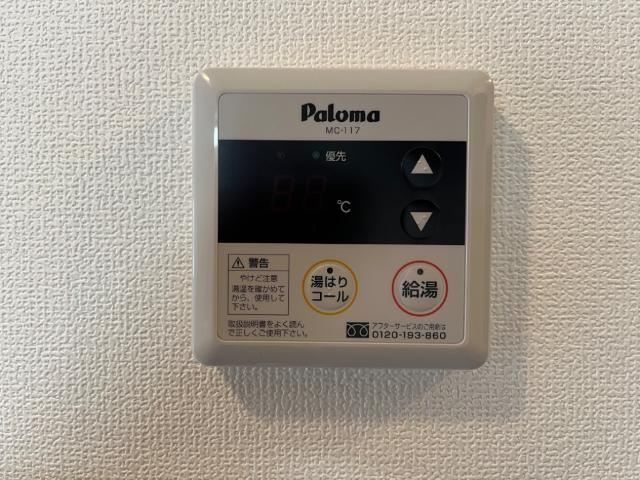 Paloma
MC-117
優先
88
℃
警告
やけど注意
湯温を確かめて
から、使用して
下さい。
取扱説明書をよく読ん
で正しくご使用下さい。
湯はり
コール
給湯
アフターサービスのご用命は
0120-193-860